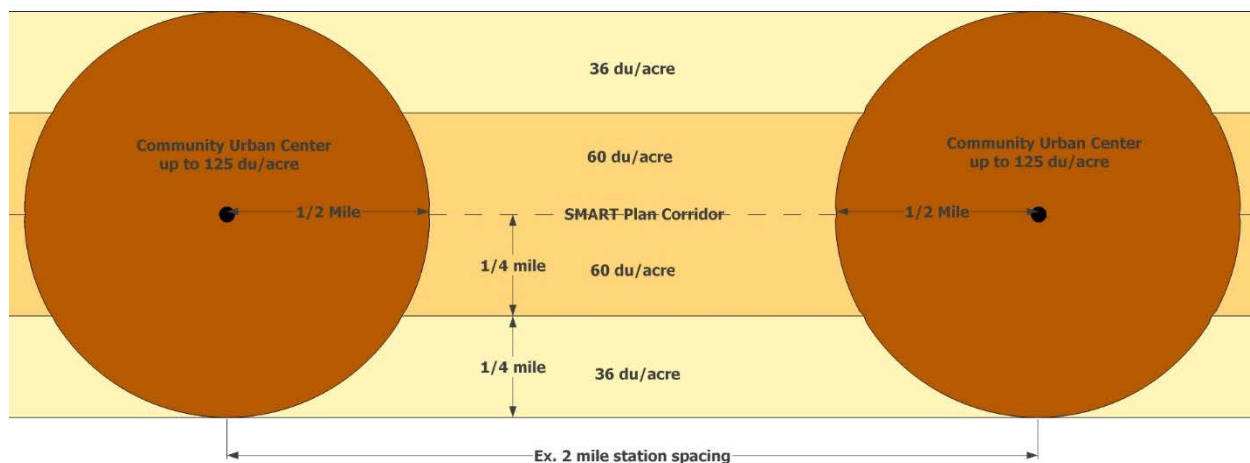 36 du/acre
Community Urban Center
up to 125 du/acre
60 du/acre
Community Urban Center
up to 125 du/acre
1/2 Mile
SMART Plan Corridor
1/2 Mile
1/4 mile
60 du/acre
1/4 mile
36 du/acre
Ex. 2 mile station spacing